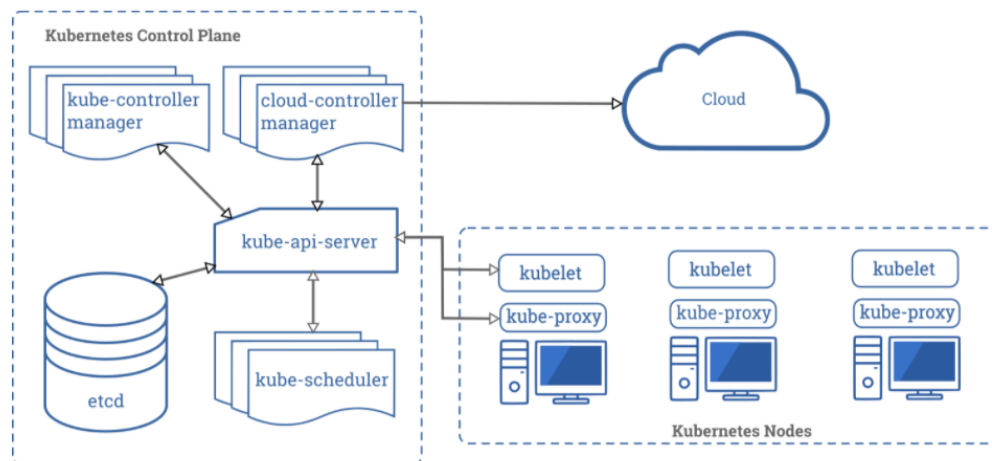 Kubernetes Control Plane
kube-controller
manager
cloud-controller
manager
Cloud
kube-api-server
etcd
kube-scheduler
kubelet
kubelet
kubelet
kube-proxy
kube-proxy
kube-proxy
Kubernetes Nodes